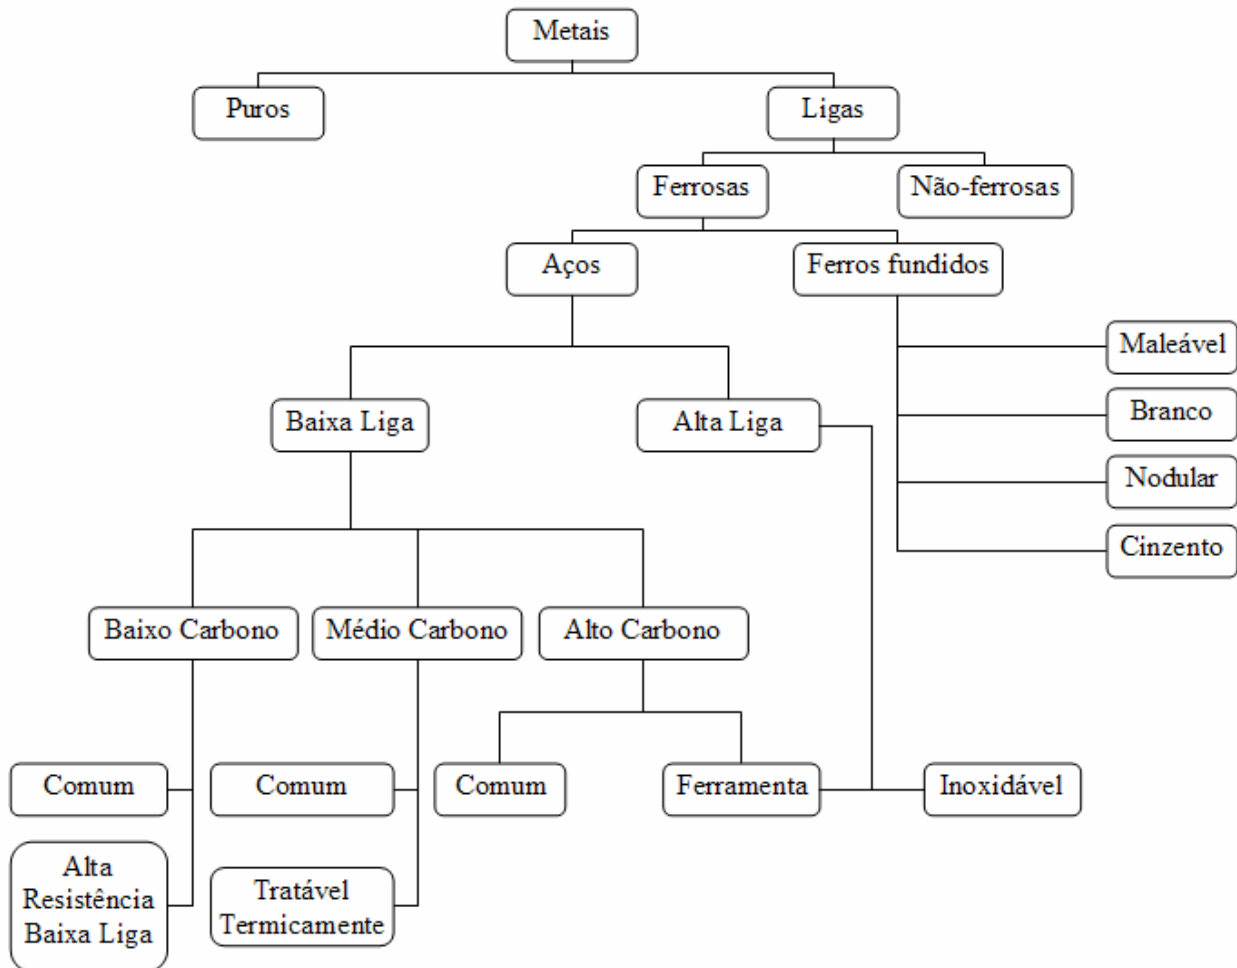 Metais
Puros
Ligas
Ferrosas
Não-ferrosas
Aços
Ferros fundidos
Maleável
Baixa Liga
Alta Liga
Branco
Nodular
Cinzento
Baixo Carbono
Médio Carbono
Alto Carbono
Comum
Comum
Comum
Ferramenta
Inoxidável
Alta
Resistência
Baixa Liga
Tratável
Termicamente